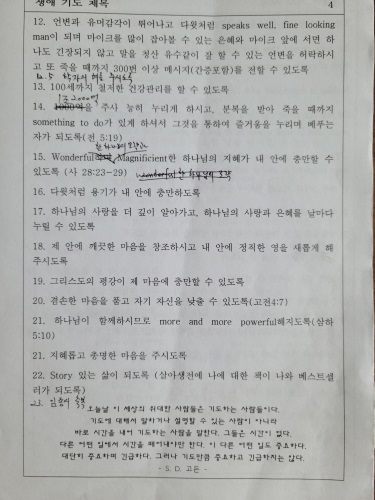 생애 기도 제목 4
12. 언변과 유머감각이 뛰어나고 다윗처럼 speaks well, fine looking
man이 되며 마이크를 많이 잡아볼 수 있는 은혜와 마이크 앞에 서면 하
나도 긴장되지 않고 말을 청산 유수같이 잘 할 수 있는 언변을 허락하시
고 또 죽을 때까지 300번 이상 메시지(간증포함)를 전할 수 있도록
13. 100세까지 철저한 건강관리를 할 수 있도록
14. 1000억을 주사 능히 누리게 하시고, 분복을 받아 죽을 때까지
something to do가 있게 하셔서 그것을 통하여 즐거움을 누리며 베푸는
자가 되도록(전 5:19)
15. Wonderful하며 Magnificient한 하나님의 지혜가 내 안에 충만할 수
있도록 (사 28:23~29)
16. 다윗처럼 용기가 내 안에 충만하도록
17. 하나님의 사랑을 더 깊이 알아가고, 하나님의 사랑과 은혜를 날마다
누릴 수 있도록
18. 제 안에 깨끗한 마음을 창조하시고 내 안에 정직한 영을 새롭게 해
주시도록
19. 그리스도의 평강이 제 마음에 충만할 수 있도록
20. 겸손한 마음을 품고 자기 자신을 낮출 수 있도록(고전4:7)
21. 하나님이 함께하시므로 more and more powerful해지도록(삼하
5:10)
21. 지혜롭고 총명한 마음을 주시도록
22. Story 있는 삶이 되도록 (살아생전에 나에 대한 책이 나와 베스트셀
러가 되도록)
23.
오늘날 이 세상의 위대한 사람들은 기도하는 사람들이다.
기도에 대해서 말하거나 설명할 수 있는 사람이 아니라
바로 시간을 내어 기도하는 사람을 말한다. 그들은 시간이 없다.
다른 어떤 일에서 시간을 떼어내야만 한다. 이 다른 어떤 일도 중요하다.
대단히 중요하며 긴급하다. 그러나 기도만큼 중요하고 긴급하지는 않다.
- S. D. 고든 -